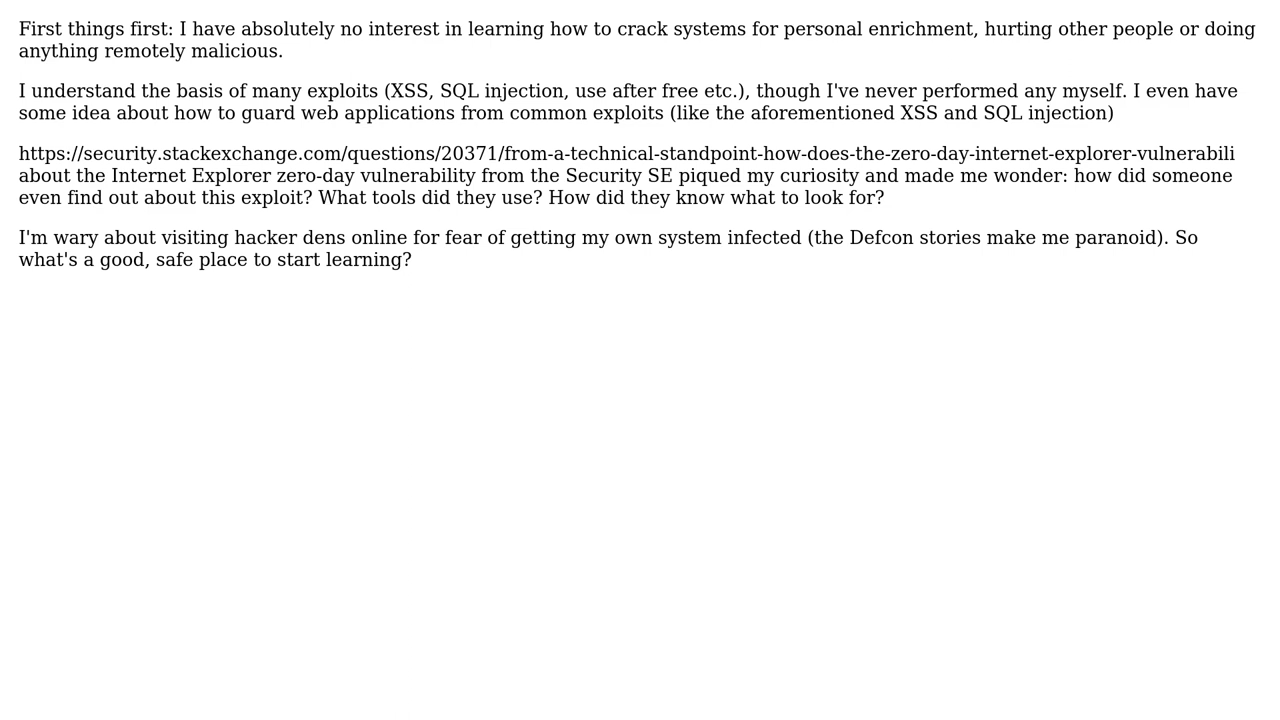 First things first: I have absolutely no interest in learning how to crack systems for personal enrichment, hurting other people or doing
anything remotely malicious.
I understand the basis of many exploits (XSS, SQL injection, use after free etc.), though I've never performed any myself. I even have
some idea about how to guard web applications from common exploits (like the aforementioned XSS and SQL injection)
https://security.stackexchange.com/questions/20371/from-a-technical-standpoint-how-does-the-zero-day-internet-explorer-vulnerabili
about the Internet Explorer zero-day vulnerability from the Security SE piqued my curiosity and made me wonder: how did someone
even find out about this exploit? What tools did they use? How did they know what to look for?
I'm wary about visiting hacker dens online for fear of getting my own system infected (the Defcon stories make me paranoid). So
what's a good, safe place to start learning?